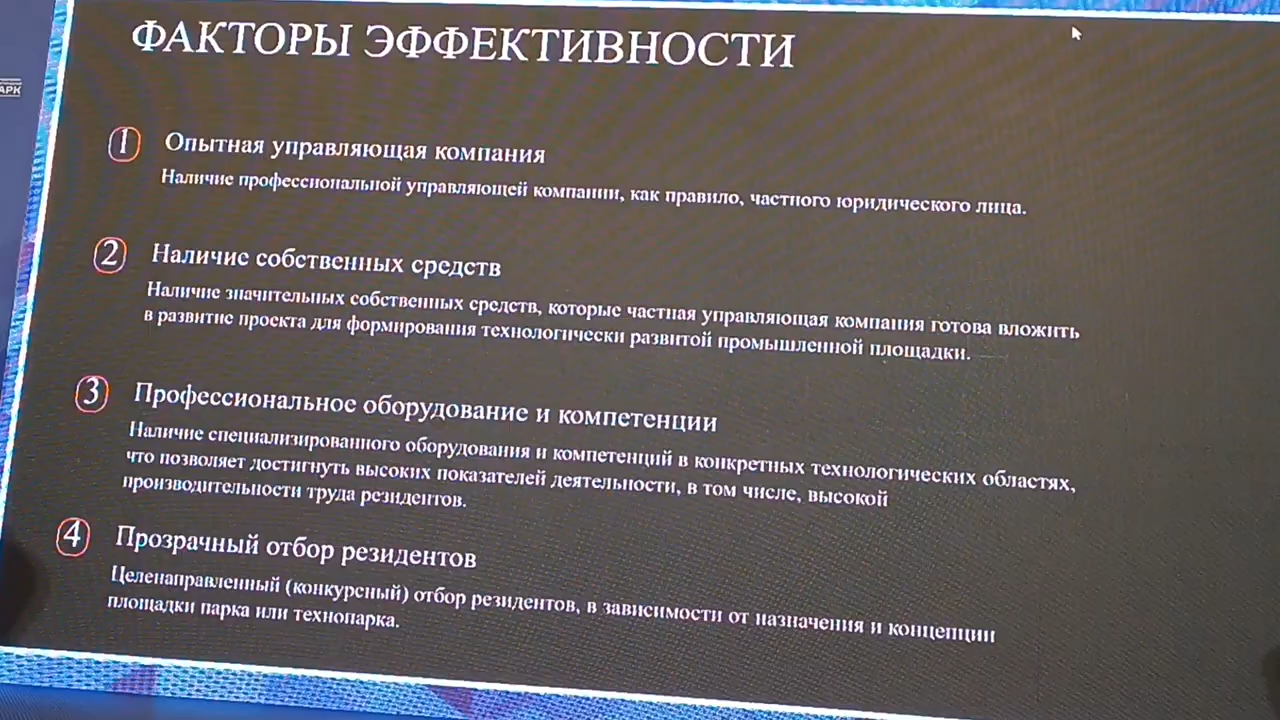 ФАКТОРЫ ЭФФЕКТИВНОСТИ
АРК
1 Опытная управляющая компания
Наличие профессиональной управляющей компании, как правило, частного юридического лица.
2 Наличие собственных средств
Наличие значительных собственных средств, которые частная управляющая компания готова вложить
в развитие проекта для формирования технологически развитой промышленной площадки.
3 Профессиональное оборудование и компетенции
Наличие специализированного оборудования и компетенций в конкретных технологических областях,
что позволяет достигнуть высоких показателей деятельности, в том числе, высокой
производительности труда резидентов.
4 Прозрачный отбор резидентов
Целенаправленный (конкурсный) отбор резидентов, в зависимости от назначения и концепции
площадки парка или технопарка.